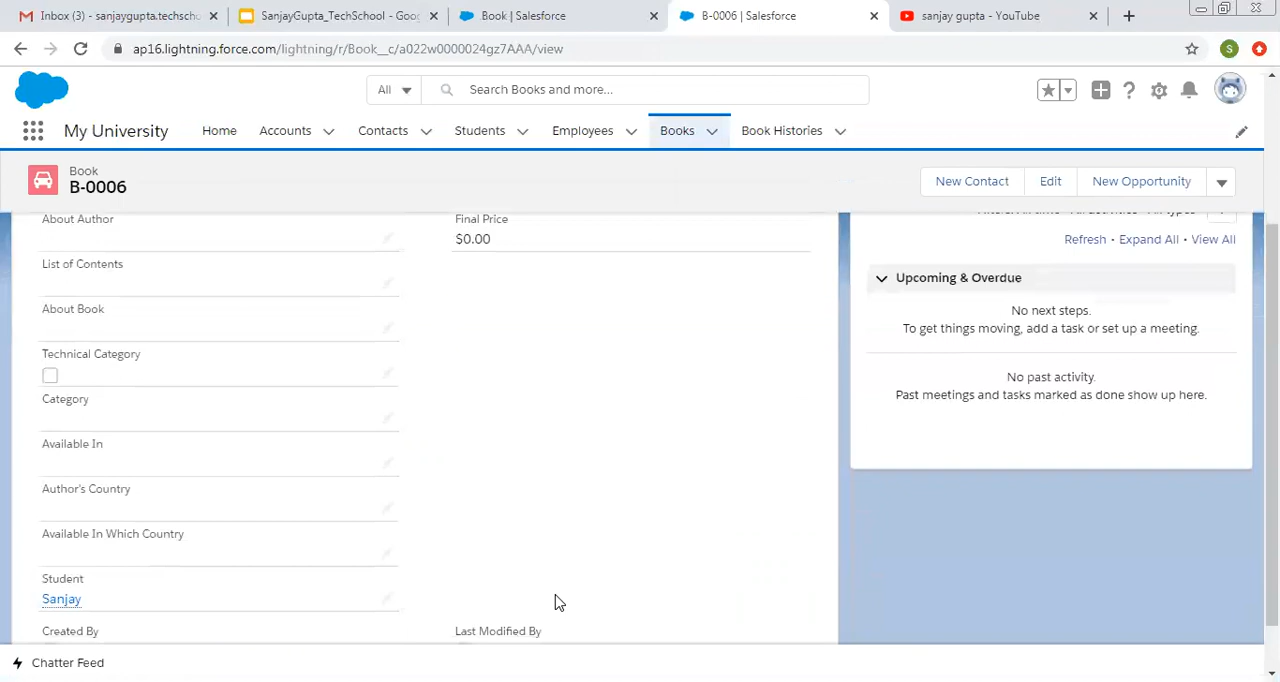 Inbox (3) - sanjaygupta.techscho
SanjayGupta_TechSchool - Goog
.Book | Salesforce
B-0006 | Salesforce
sanjay gupta - YouTube
ap16.lightning.force.com/lightning/r/Book__c/a022w0000024gz7AAA/view
S
All
Search Books and more...
My University
Home
Accounts
Contacts
Students
Employees
Books
Book Histories
Book
B-0006
New Contact
Edit
New Opportunity
About Author
Final Price
$0.00
List of Contents
About Book
Technical Category
Category
Available In
Author's Country
Available In Which Country
Student
Sanjay
Created By
Last Modified By
Refresh • Expand All • View All
Upcoming & Overdue
No next steps.
To get things moving, add a task or set up a meeting.
No past activity.
Past meetings and tasks marked as done show up here.
Chatter Feed